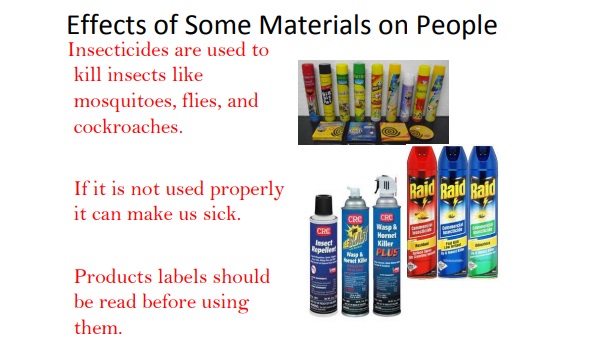 Effects of Some Materials on People
Insecticides are used to
kill insects like
mosquitoes, flies, and
cockroaches.
If it is not used properly
it can make us sick.
Products labels should
be read before using
them.
CRC
Insect
Repellent
CRC
Wasp &
Hornet Killer
CRC
Wasp &
Hornet
Killer
PLUS
Raid
Raid
Raid